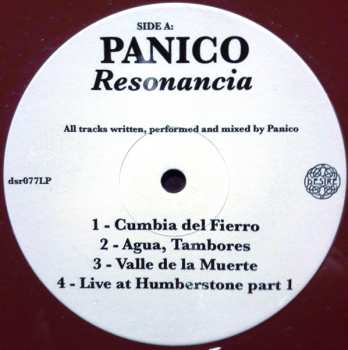 SIDE A:
PANICO
Resonancia
All tracks written, performed and mixed by Panico
dsr077LP
DESIRE
1 - Cumbia del Fierro
2 - Agua, Tambores
3 - Valle de la Muerte
4 - Live at Humberstone part 1